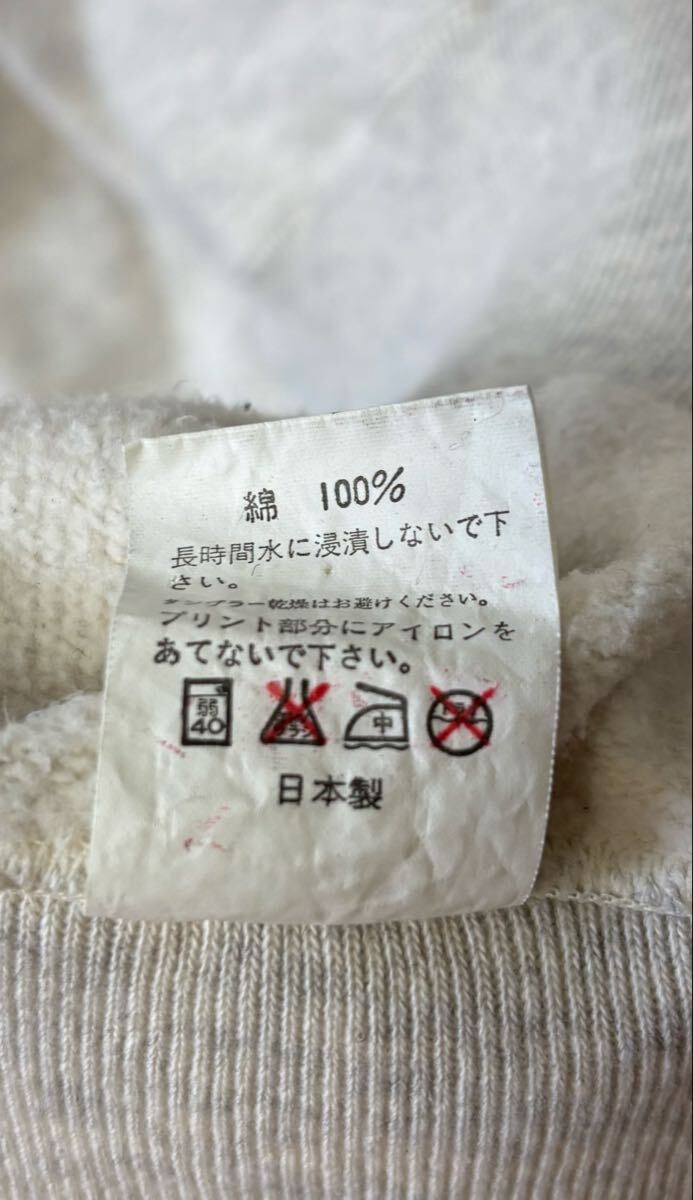 綿 100%
長時間水に浸漬しないで下
さい。
タンブラー乾燥はお避けください。
プリント部分にアイロンを
あてないで下さい。
弱
40
中
ドライ
日本製